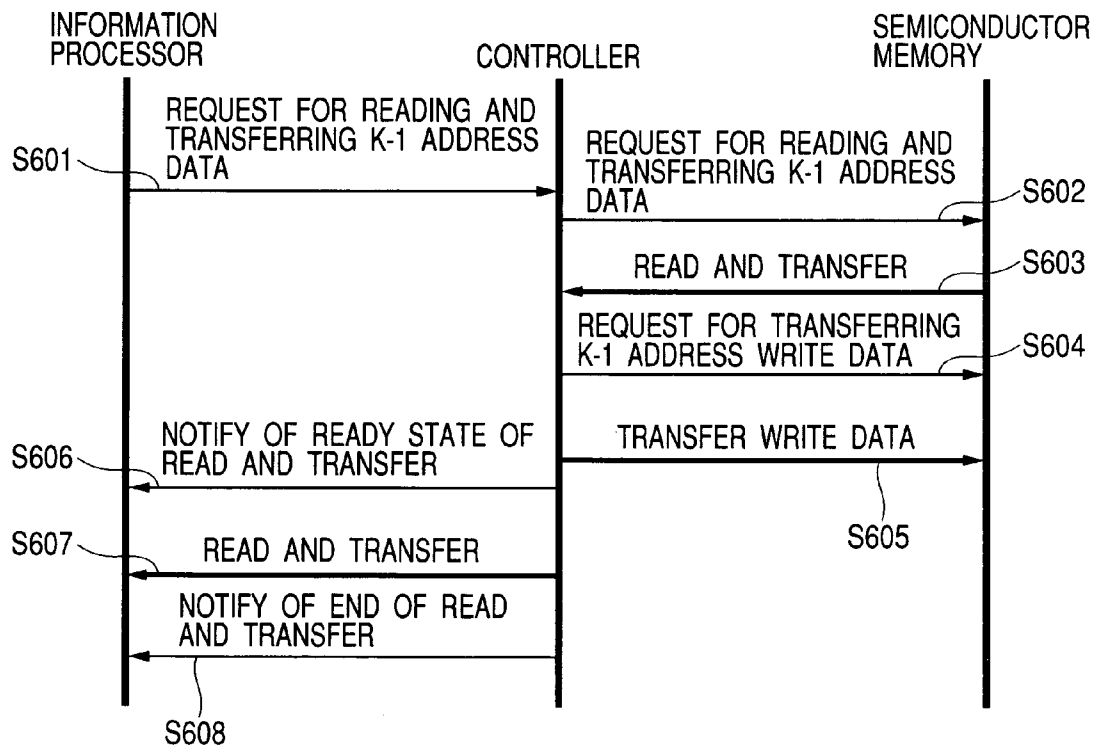 INFORMATION
PROCESSOR
CONTROLLER
SEMICONDUCTOR
MEMORY
REQUEST FOR READING AND
TRANSFERRING K-1 ADDRESS
DATA
S601
REQUEST FOR READING AND
TRANSFERRING K-1 ADDRESS
DATA
S602
READ AND TRANSFER
S603
REQUEST FOR TRANSFERRING
K-1 ADDRESS WRITE DATA
S604
NOTIFY OF READY STATE OF
READ AND TRANSFER
S606
TRANSFER WRITE DATA
S605
S607
READ AND TRANSFER
NOTIFY OF END OF READ
AND TRANSFER
S608